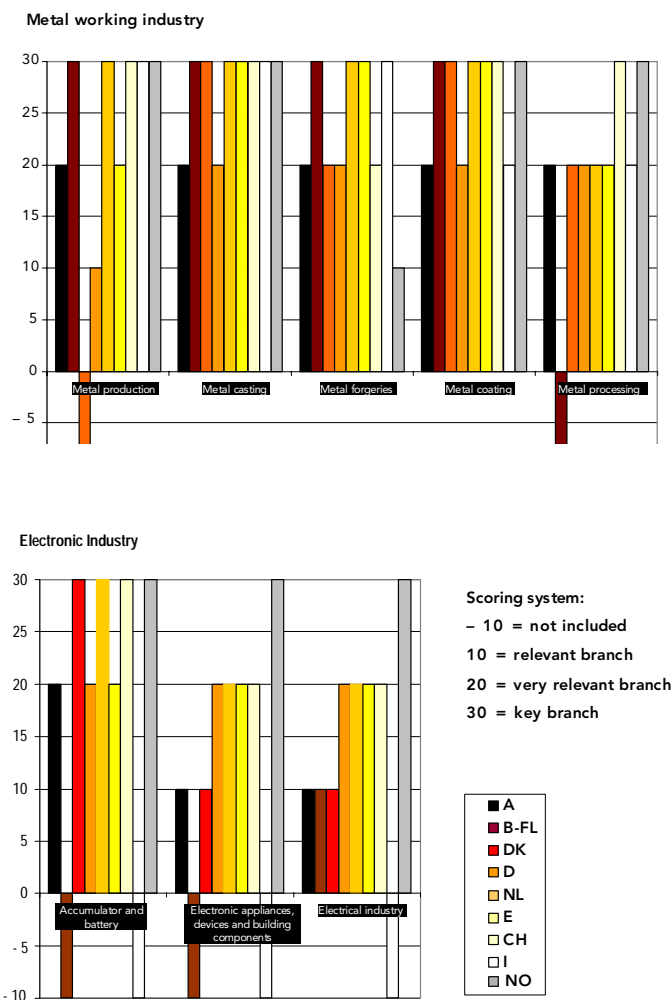 Metal working industry
30
25
20
15
10
5
0
– 5
Metal production
Metal casting
Metal forgeries
Metal coating
Metal processing
Electronic Industry
30
25
20
15
10
5
0
- 5
- 10
Accumulator and
battery
Electronic appliances,
devices and building
components
Electrical industry
Scoring system:
– 10 = not included
10 = relevant branch
20 = very relevant branch
30 = key branch
A
B-FL
DK
D
NL
E
CH
I
NO